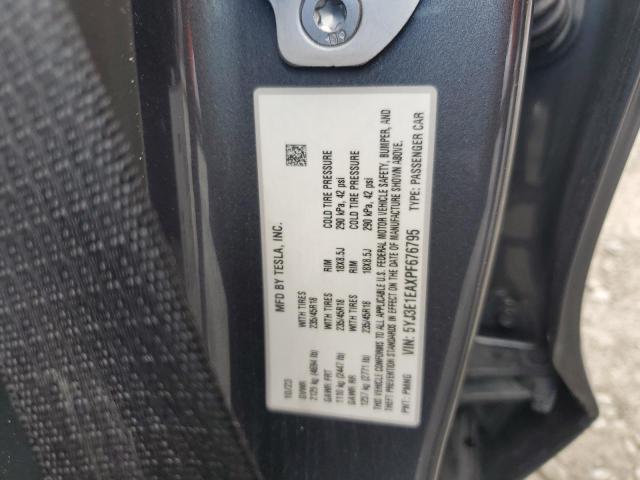 MFD BY TESLA, INC.
10/23
GVWR
2125 kg (4684 lb)
GAWR FRT WITH TIRES RIM COLD TIRE PRESSURE
1110 kg (2447 lb) 235/45R18 18X8.5J 290 kPa, 42 psi
GAWR RR WITH TIRES RIM COLD TIRE PRESSURE
1257 kg (2771 lb) 235/45R18 18X8.5J 290 kPa, 42 psi
THIS VEHICLE CONFORMS TO ALL APPLICABLE U.S. FEDERAL MOTOR VEHICLE SAFETY, BUMPER, AND
THEFT PREVENTION STANDARDS IN EFFECT ON THE DATE OF MANUFACTURE SHOWN ABOVE.
VIN: 5YJ3E1EAXPF676795 TYPE: PASSENGER CAR
PNT: PMNG
109